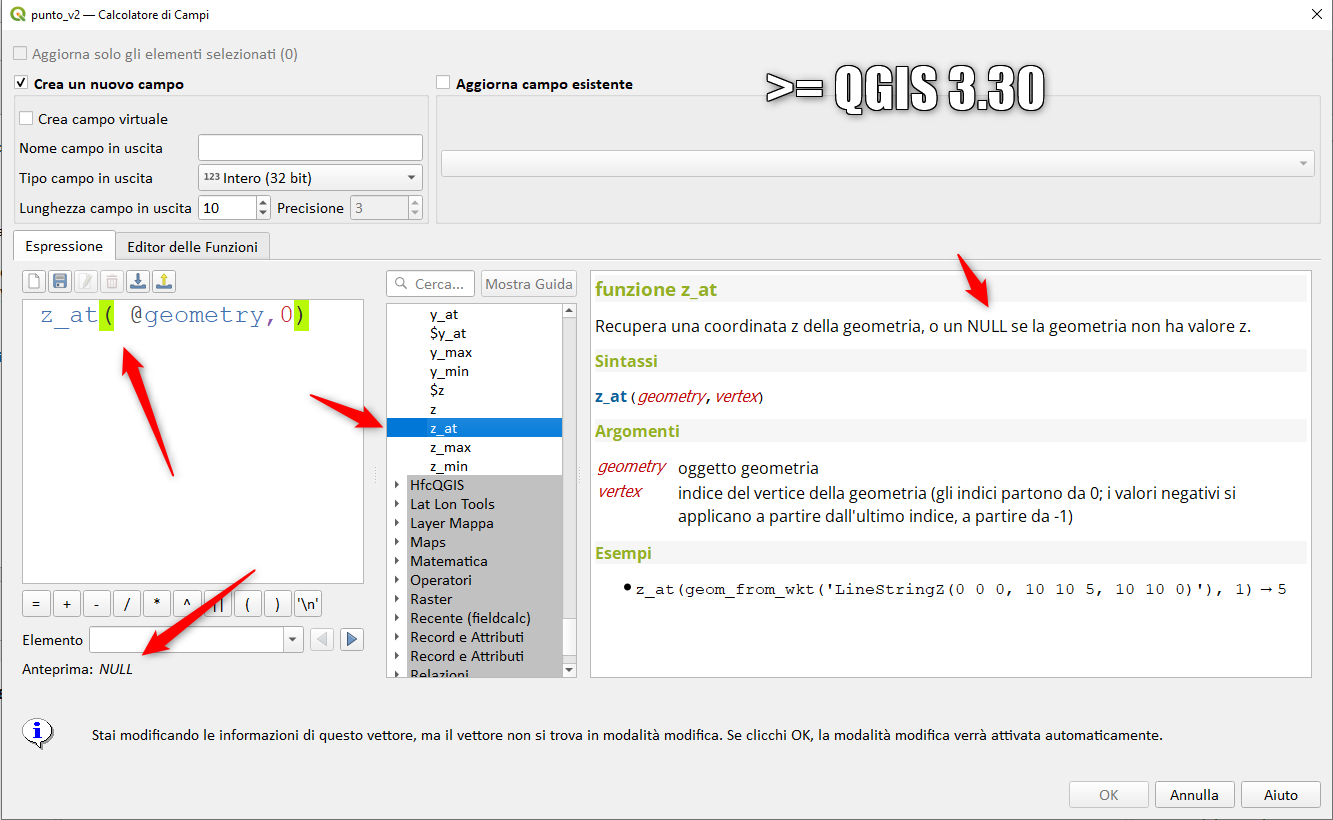 punto_v2 — Calcolatore di Campi
Aggiorna solo gli elementi selezionati (0)
Crea un nuovo campo
Aggiorna campo esistente
>= QGIS 3.30
Crea campo virtuale
Nome campo in uscita
Tipo campo in uscita
123 Intero (32 bit)
Lunghezza campo in uscita 10 Precisione 3
Espressione
Editor delle Funzioni
z_at( @geometry,0)
= + - / * ^ || ( ) '\n'
Elemento
Anteprima: NULL
Cerca...
Mostra Guida
y_at
$y_at
y_max
y_min
$z
z
z_at
z_max
z_min
HfcQGIS
Lat Lon Tools
Layer Mappa
Maps
Matematica
Operatori
Raster
Recente (fieldcalc)
Record e Attributi
Record e Attributi
Relazioni
funzione z_at
Recupera una coordinata z della geometria, o un NULL se la geometria non ha valore z.
Sintassi
z_at(geometry, vertex)
Argomenti
geometry oggetto geometria
vertex indice del vertice della geometria (gli indici partono da 0; i valori negativi si
applicano a partire dall'ultimo indice, a partire da -1)
Esempi
z_at(geom_from_wkt('LineStringZ(0 0 0, 10 10 5, 10 10 0)'), 1) → 5
Stai modificando le informazioni di questo vettore, ma il vettore non si trova in modalità modifica. Se clicchi OK, la modalità modifica verrà attivata automaticamente.
OK
Annulla
Aiuto